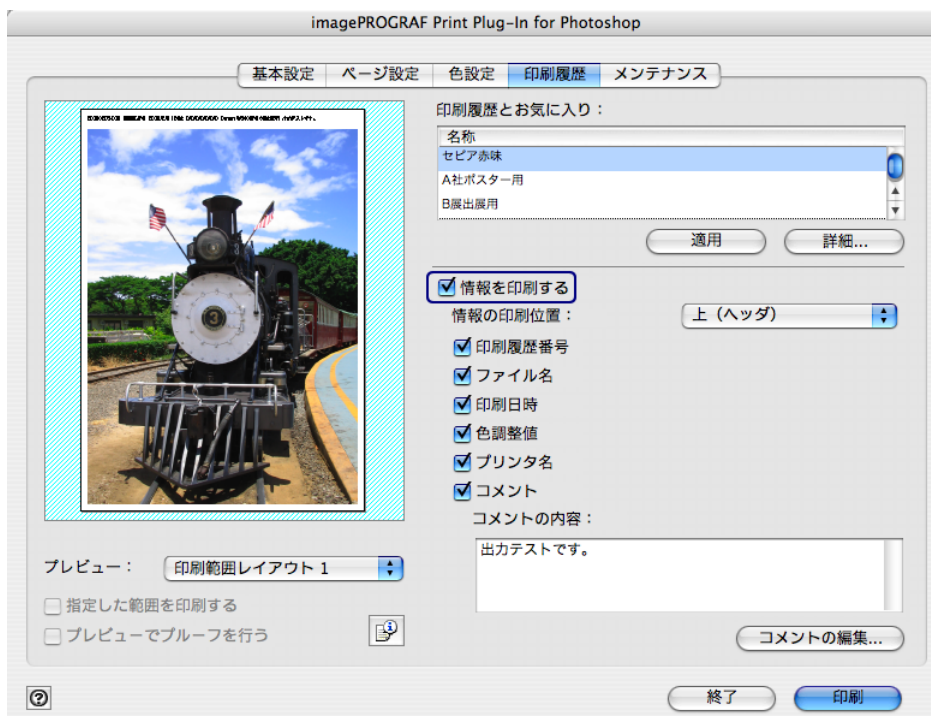 imagePROGRAF Print Plug-In for Photoshop
基本設定 ページ設定 色設定 印刷履歴 メンテナンス
印刷履歴とお気に入り：
名称
セピア赤味
A社ポスター用
B展出展用
適用 詳細...
情報を印刷する
情報の印刷位置： 上（ヘッダ）
印刷履歴番号
ファイル名
印刷日時
色調整値
プリンタ名
コメント
コメントの内容：
出力テストです。
プレビュー： 印刷範囲レイアウト 1
指定した範囲を印刷する
プレビューでプルーフを行う
コメントの編集...
終了 印刷